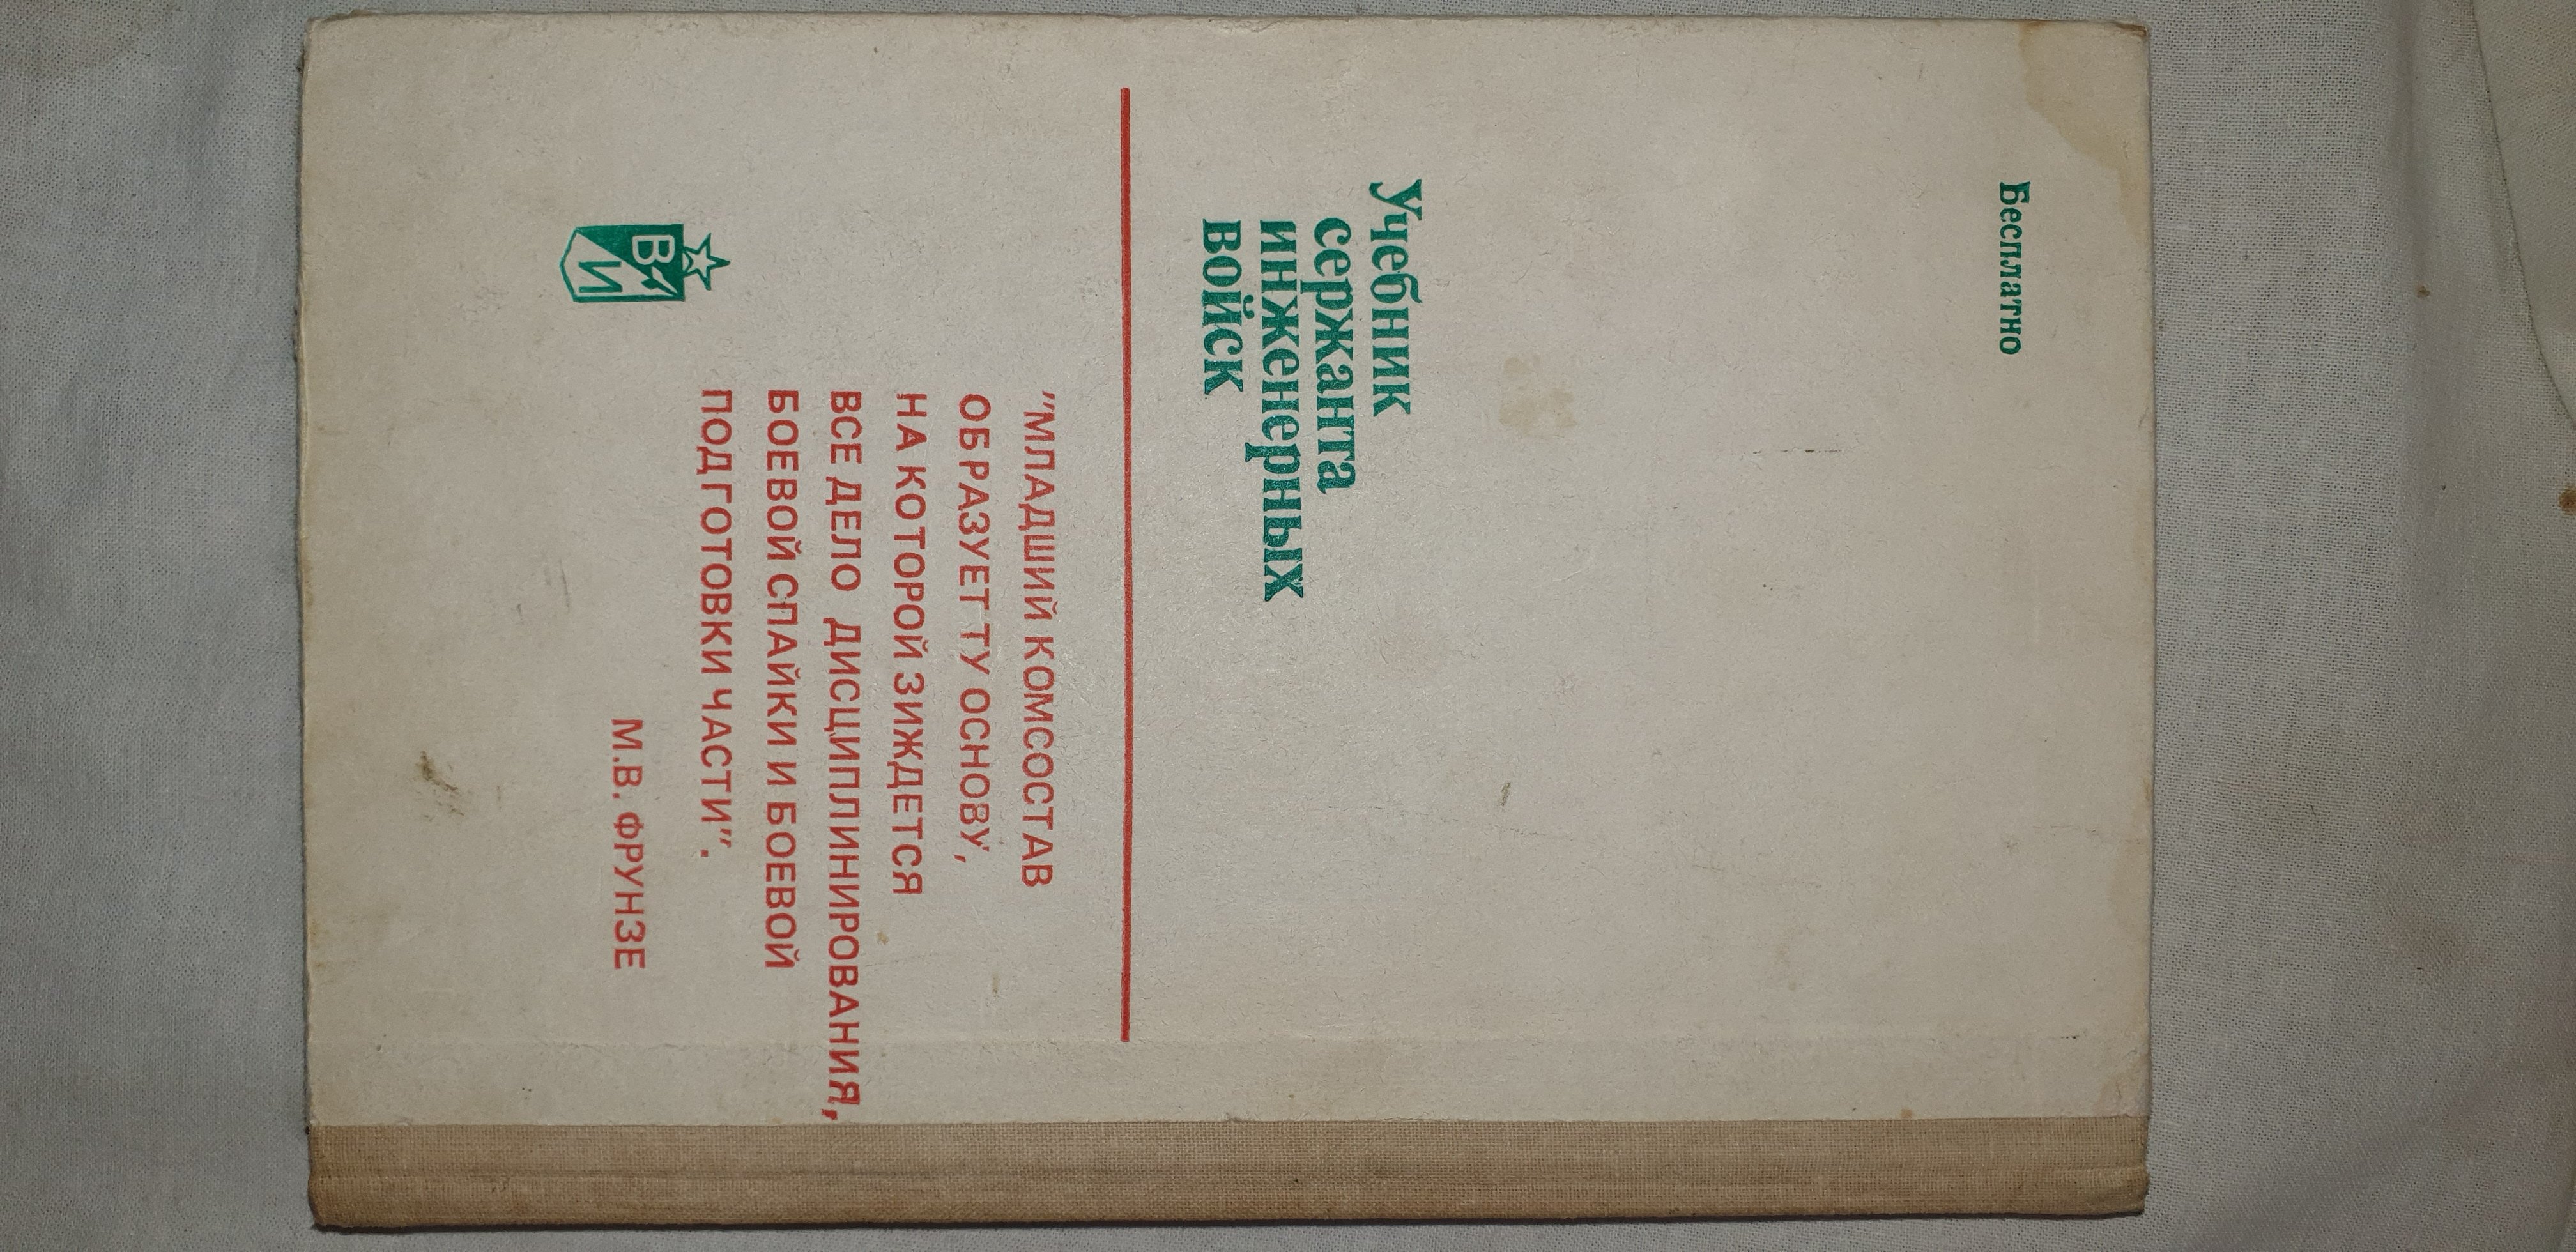 Бесплатно
Учебник
сержанта
инженерных
войск
"МЛАДШИЙ КОМСОСТАВ
ОБРАЗУЕТ ТУ ОСНОВУ,
НА КОТОРОЙ ЗИЖДЕТСЯ
ВСЕ ДЕЛО ДИСЦИПЛИНИРОВАНИЯ,
БОЕВОЙ СПАЙКИ И БОЕВОЙ
ПОДГОТОВКИ ЧАСТИ".
М.В. ФРУНЗЕ
ВИ